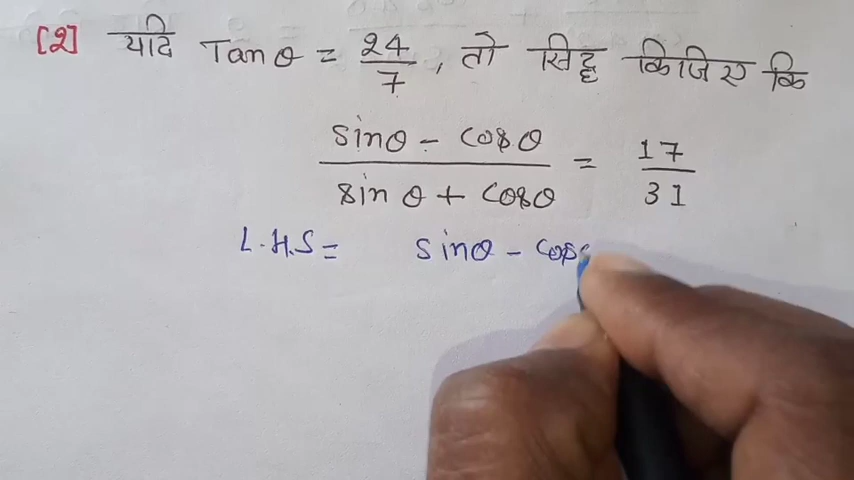 [2] यदि Tanθ = 24/7, तो सिद्ध किजिए कि
sinθ - cosθ / sinθ + cosθ = 17/31
L.H.S = sinθ - cos